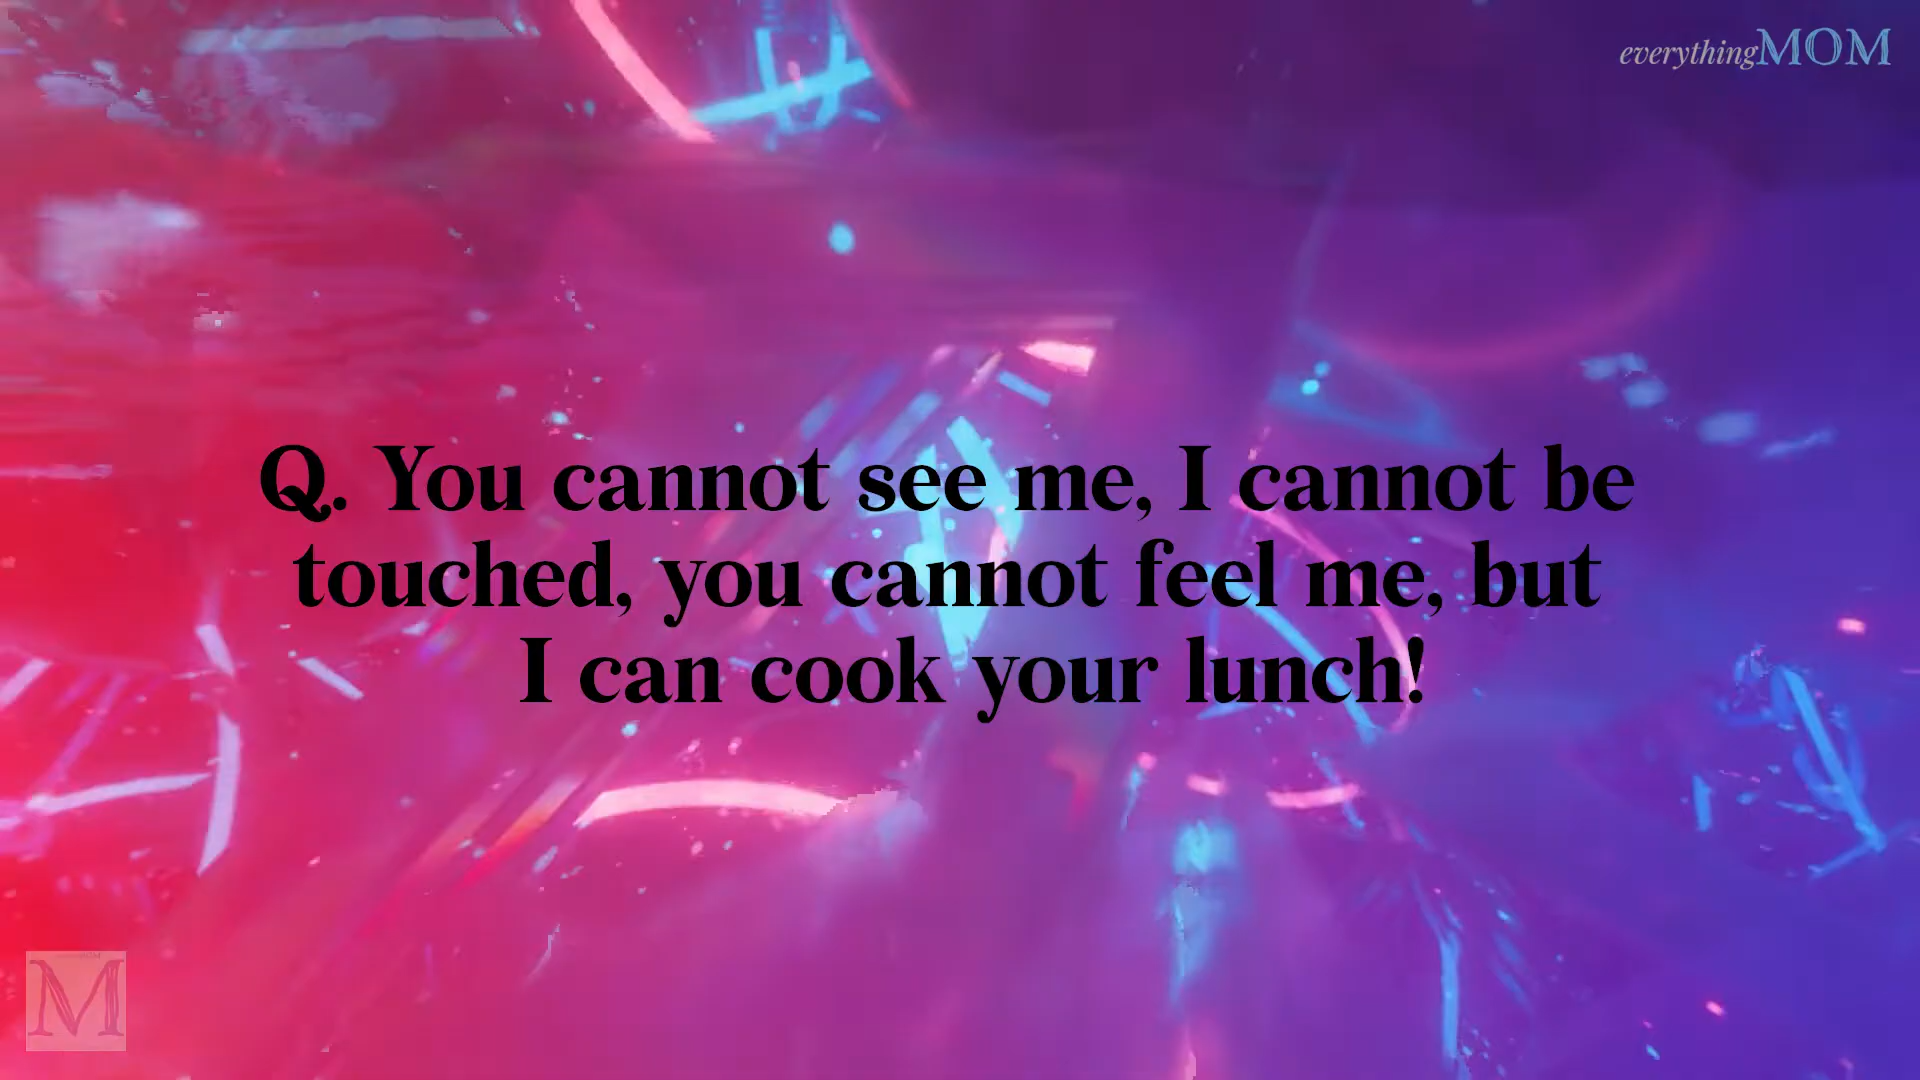 everythingMOM
Q. You cannot see me, I cannot be
touched, you cannot feel me, but
I can cook your lunch!
M